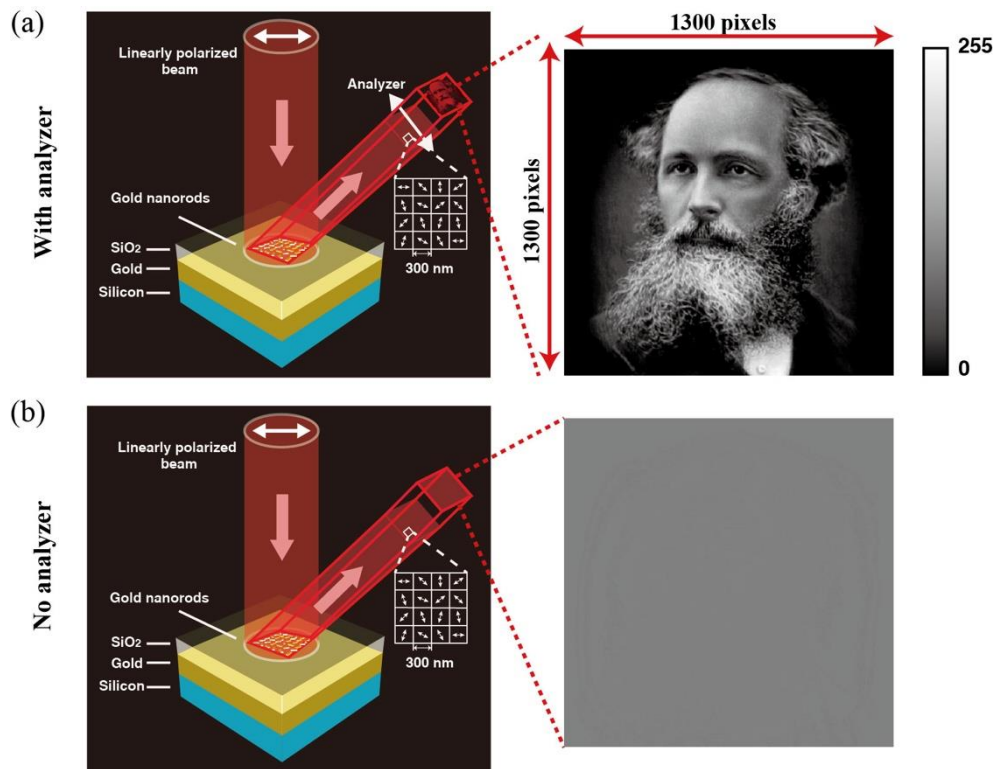 (a)
With analyzer
Linearly polarized
beam
Analyzer
Gold nanorods
SiO₂
Gold
Silicon
300 nm
1300 pixels
1300 pixels
255
0
(b)
No analyzer
Linearly polarized
beam
Gold nanorods
SiO₂
Gold
Silicon
300 nm